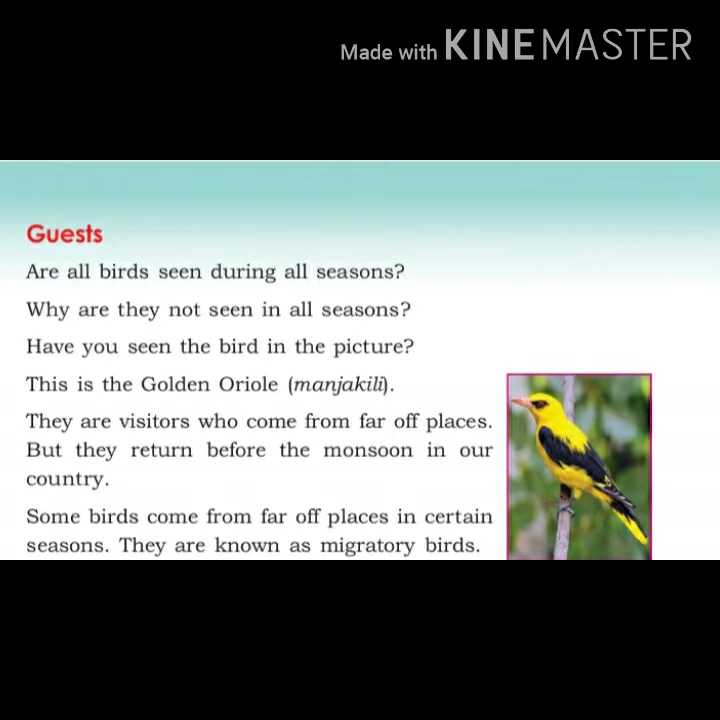 Made with KINEMASTER
Guests
Are all birds seen during all seasons?
Why are they not seen in all seasons?
Have you seen the bird in the picture?
This is the Golden Oriole (manjakili).
They are visitors who come from far off places.
But they return before the monsoon in our
country.
Some birds come from far off places in certain
seasons. They are known as migratory birds.